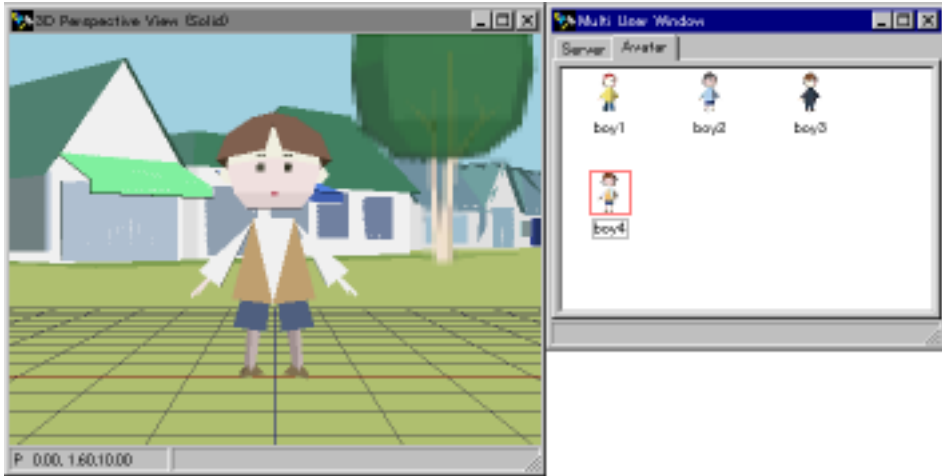 3D Perspective View (Solid)
Multi User Window
Server Avatar
boy1 boy2 boy3
boy4
P 0.00, 1.60,10.00